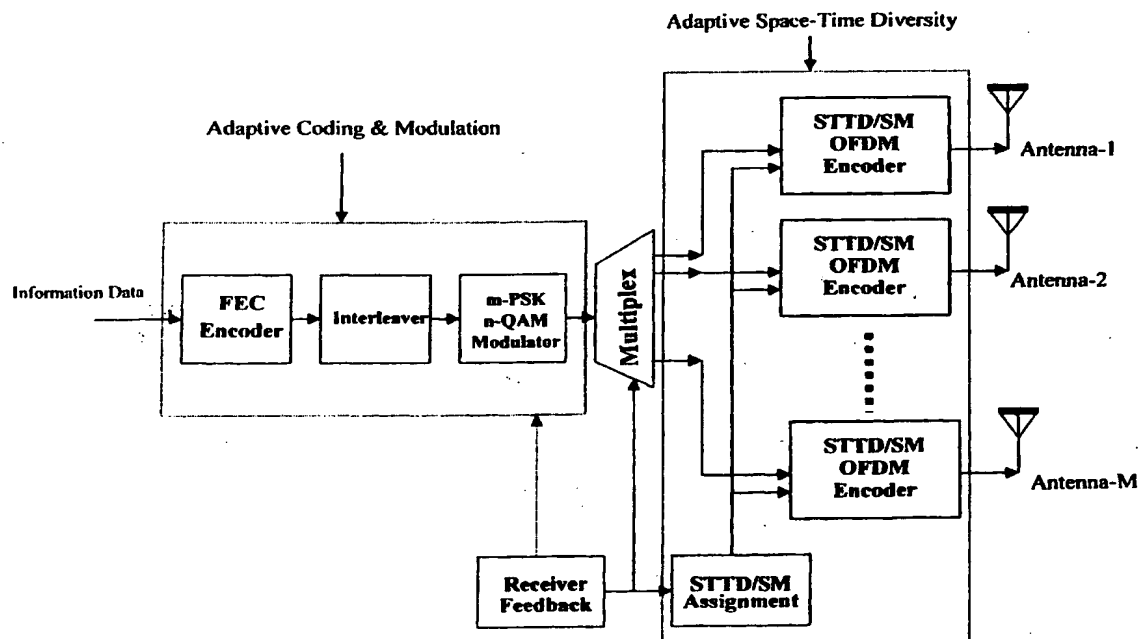 Adaptive Space-Time Diversity
Adaptive Coding & Modulation
STTD/SM
OFDM
Encoder
Antenna-1
STTD/SM
OFDM
Encoder
Antenna-2
Information Data
FEC
Encoder
Interleaver
m-PSK
n-QAM
Modulator
Multiplex
STTD/SM
OFDM
Encoder
Antenna-M
Receiver
Feedback
STTD/SM
Assignment